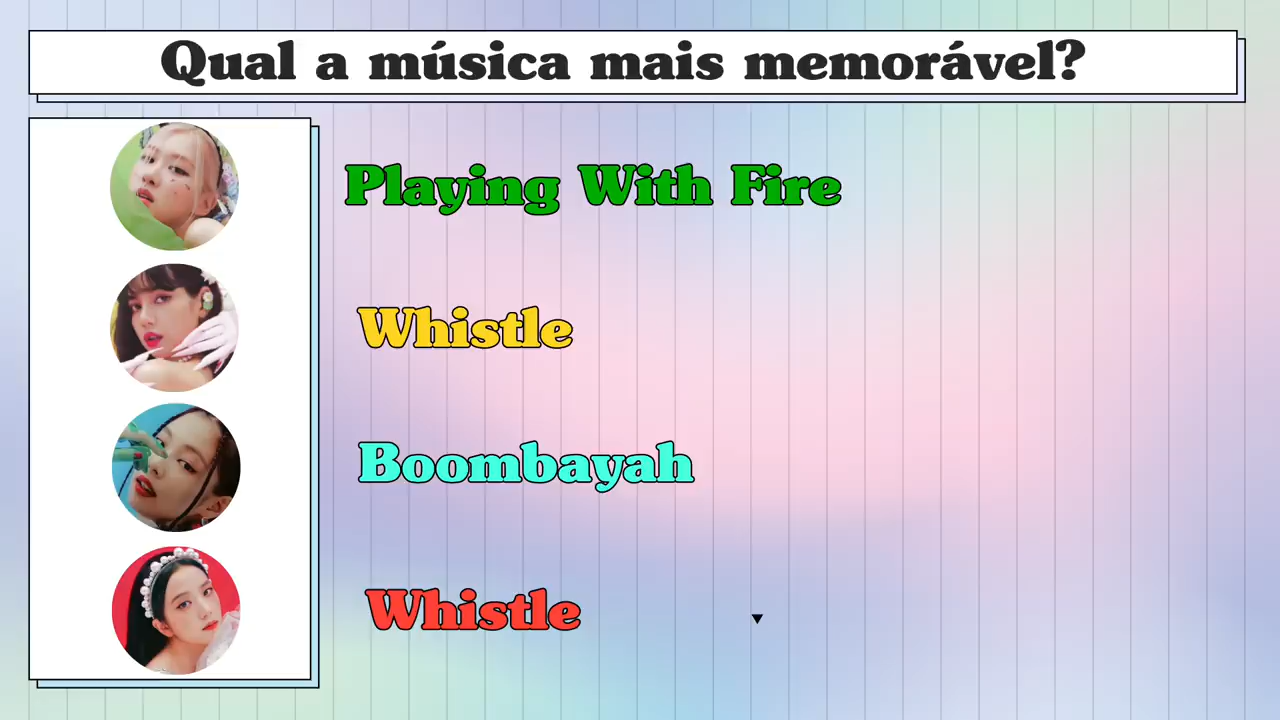 Qual a música mais memorável?
Playing With Fire
Whistle
Boombayah
Whistle